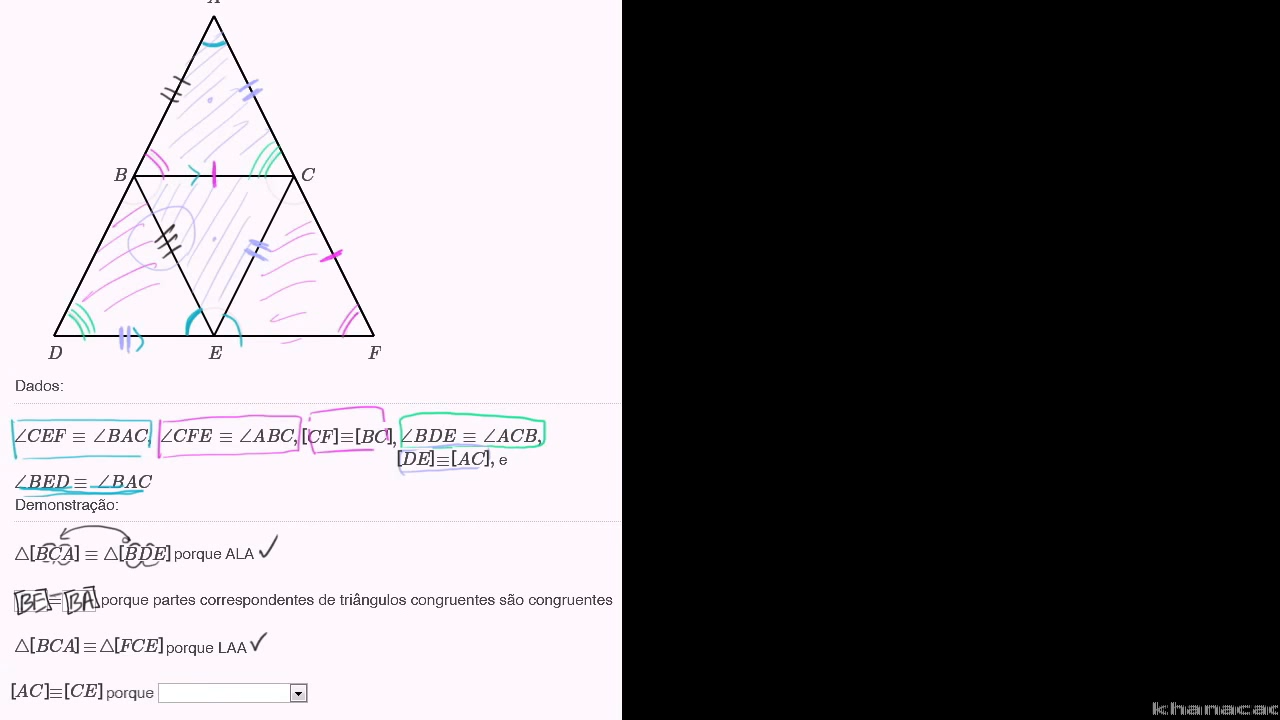 A
B
C
D
E
F
Dados:
∠CEF ≡ ∠BAC, ∠CFE ≡ ∠ABC, [CF]≡[BC], ∠BDE ≡ ∠ACB,
[DE]≡[AC], e
∠BED ≡ ∠BAC
Demonstração:
△[BCA] ≡ △[BDE] porque ALA
[BE]≡[BA] porque partes correspondentes de triângulos congruentes são congruentes
△[BCA] ≡ △[FCE] porque LAA
[AC]≡[CE] porque
khanacac